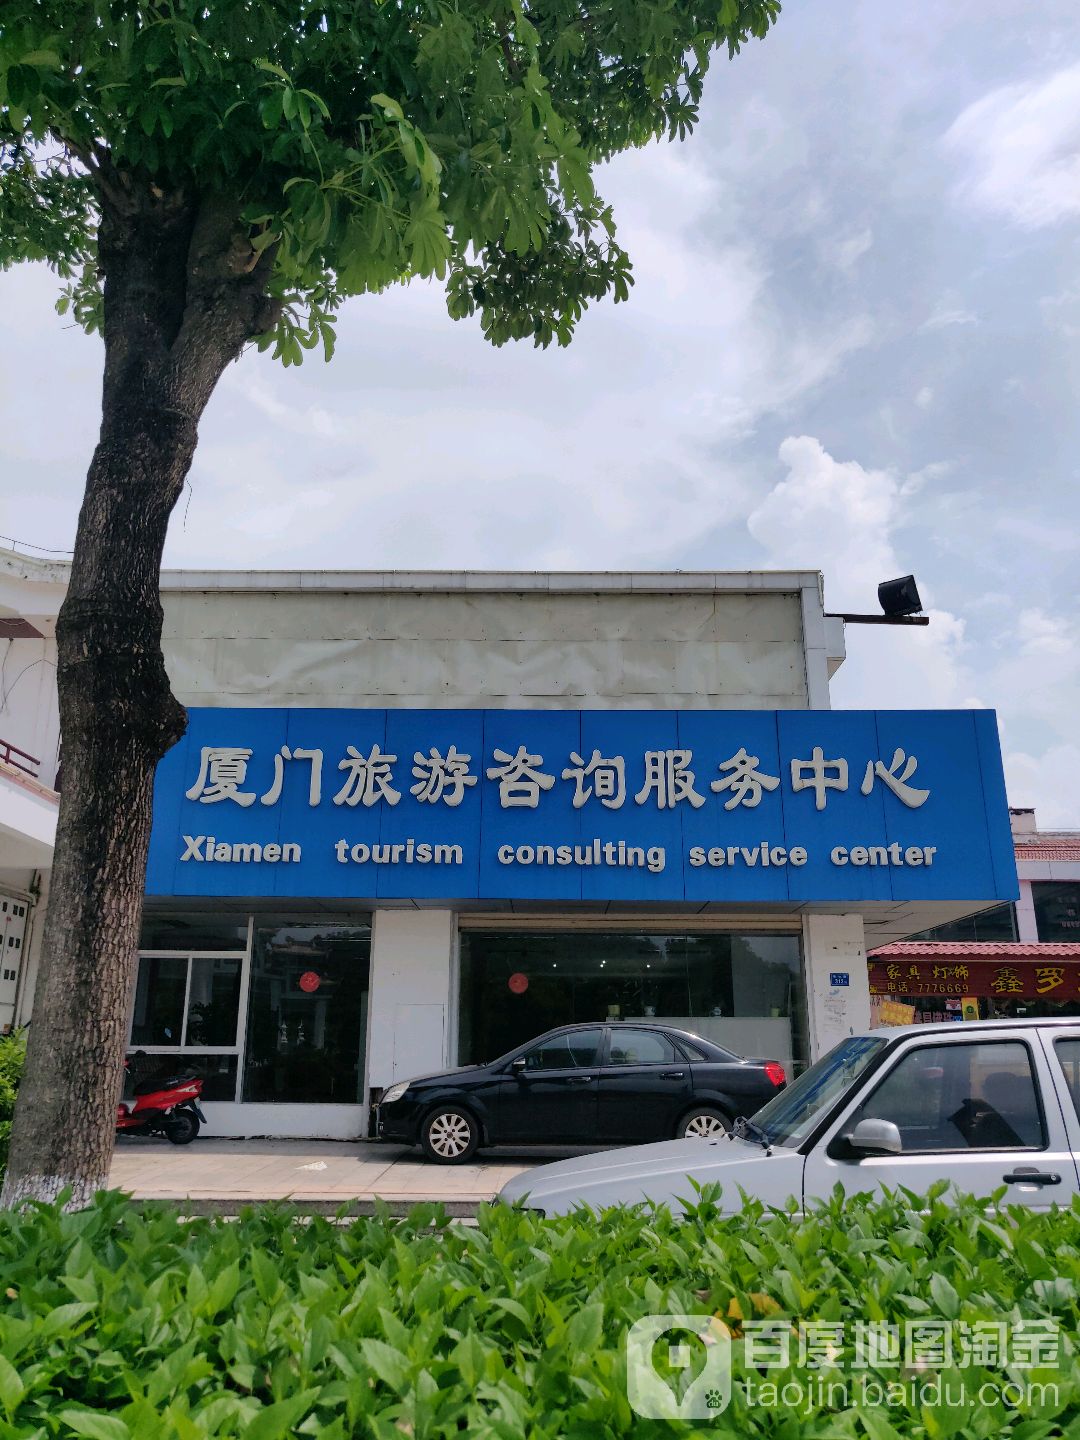 厦门旅游咨询服务中心
Xiamen tourism consulting service center
家具 灯饰
电话 7776669
鑫罗
百度地图淘金
taojin.baidu.com